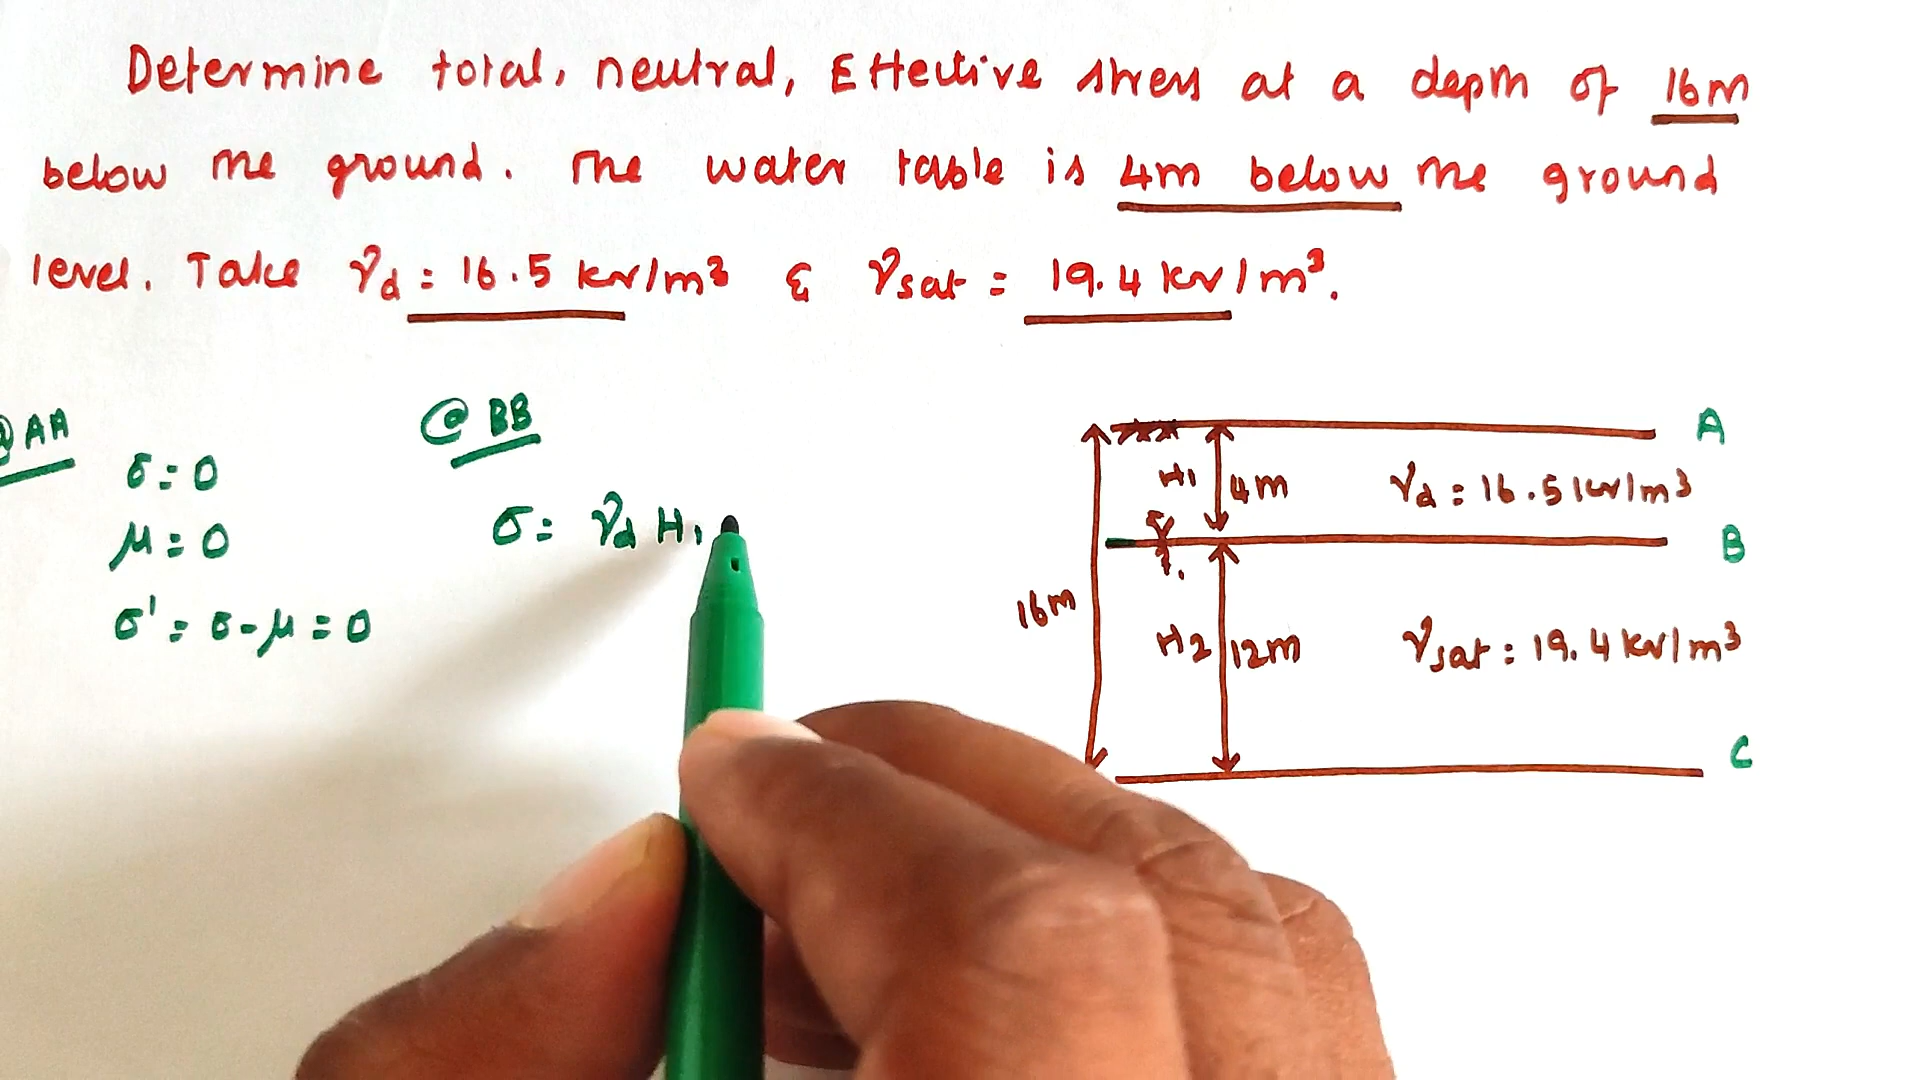 Determine total, neutral, Effective stress at a depth of 16m
below the ground. The water table is 4m below the ground
level. Take γd = 16.5 kN/m³ & γsat = 19.4 kN/m³.
@AA
σ = 0
μ = 0
σ' = σ - μ = 0
@ BB
σ = γd H₁
A
H₁ 4m γd = 16.5 kN/m³
B
16m
H₂ 12m γsat = 19.4 kN/m³
C